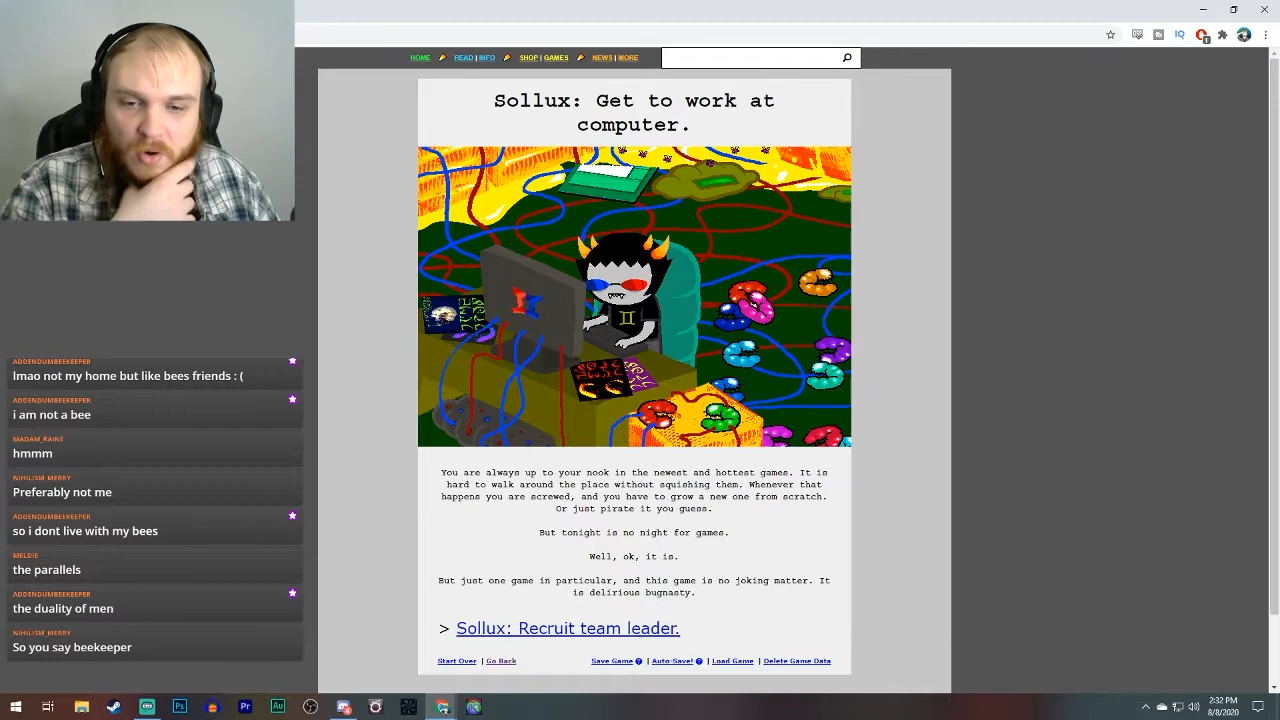 HOME READ | INFO SHOP | GAMES NEWS | MORE
Sollux: Get to work at
computer.
You are always up to your nook in the newest and hottest games. It is
hard to walk around the place without squishing them. Whenever that
happens you are screwed, and you have to grow a new one from scratch.
Or just pirate it you guess.
But tonight is no night for games.
Well, ok, it is.
But just one game in particular, and this game is no joking matter. It
is delirious bugnasty.
> Sollux: Recruit team leader.
Start Over | Go Back Save Game ? | Auto-Save! ? | Load Game | Delete Game Data
ADDENDUMBEEKEEPER
lmao not my home but like bees friends : (
ADDENDUMBEEKEEPER
i am not a bee
MADAM_RAINE
hmmm
NIHILISM_MERRY
Preferably not me
ADDENDUMBEEKEEPER
so i dont live with my bees
MELDIE
the parallels
ADDENDUMBEEKEEPER
the duality of men
NIHILISM_MERRY
So you say beekeeper
IQ
1
Ps Pr Au
2:32 PM
8/8/2020